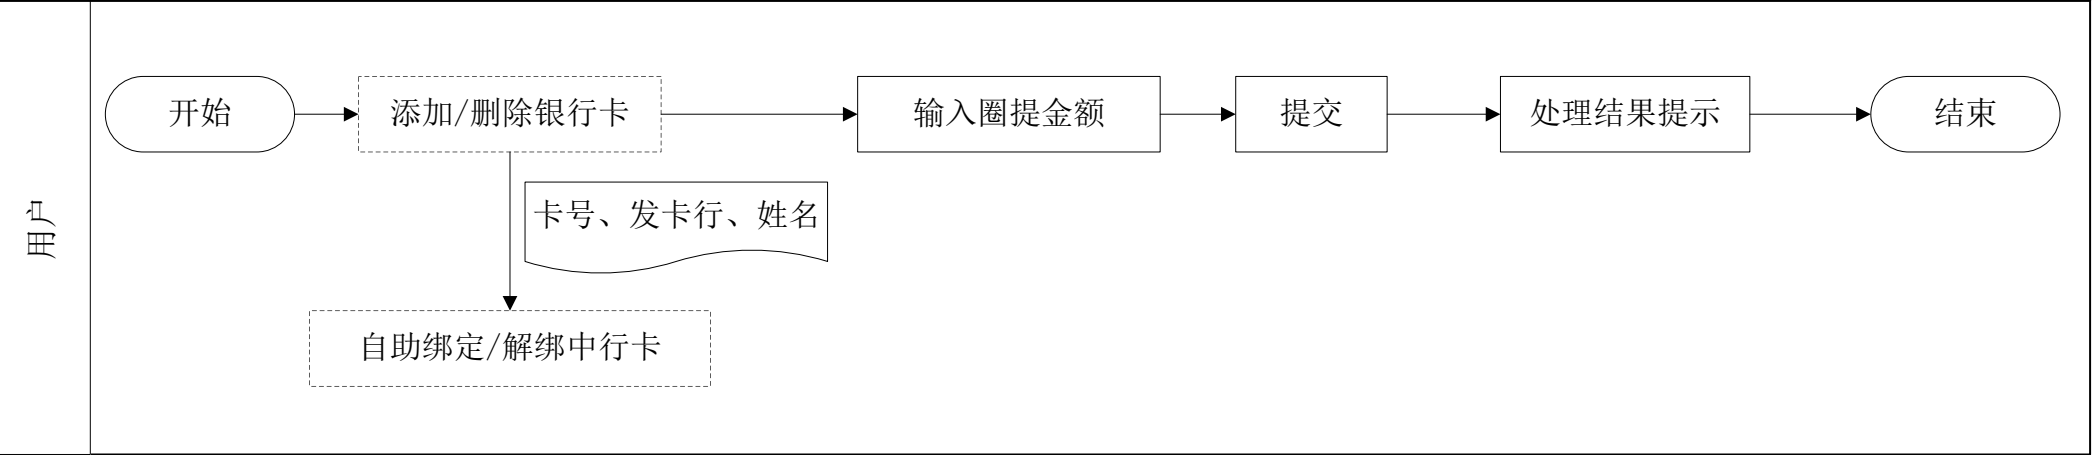 用户
开始
添加/删除银行卡
输入圈提金额
提交
处理结果提示
结束
卡号、发卡行、姓名
自助绑定/解绑中行卡